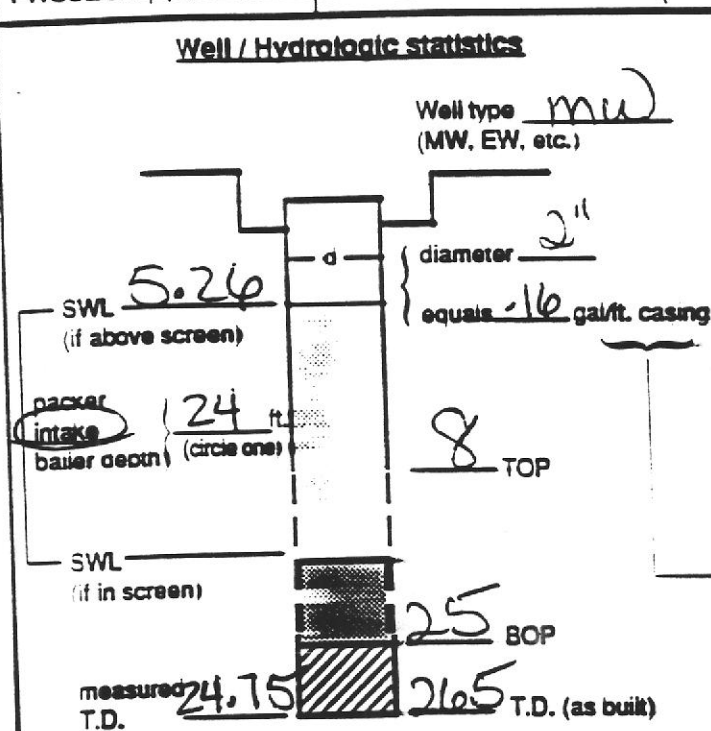 Well / Hydrologic statistics
Well type MW
(MW, EW, etc.)
d
diameter 2"
SWL 5.26
equals .16 gal/ft. casing
(if above screen)
packer
intake 24 ft.
bailer depth (circle one)
8 TOP
SWL
(if in screen)
25 BOP
measured 24.75
T.D.
26.5 T.D. (as built)